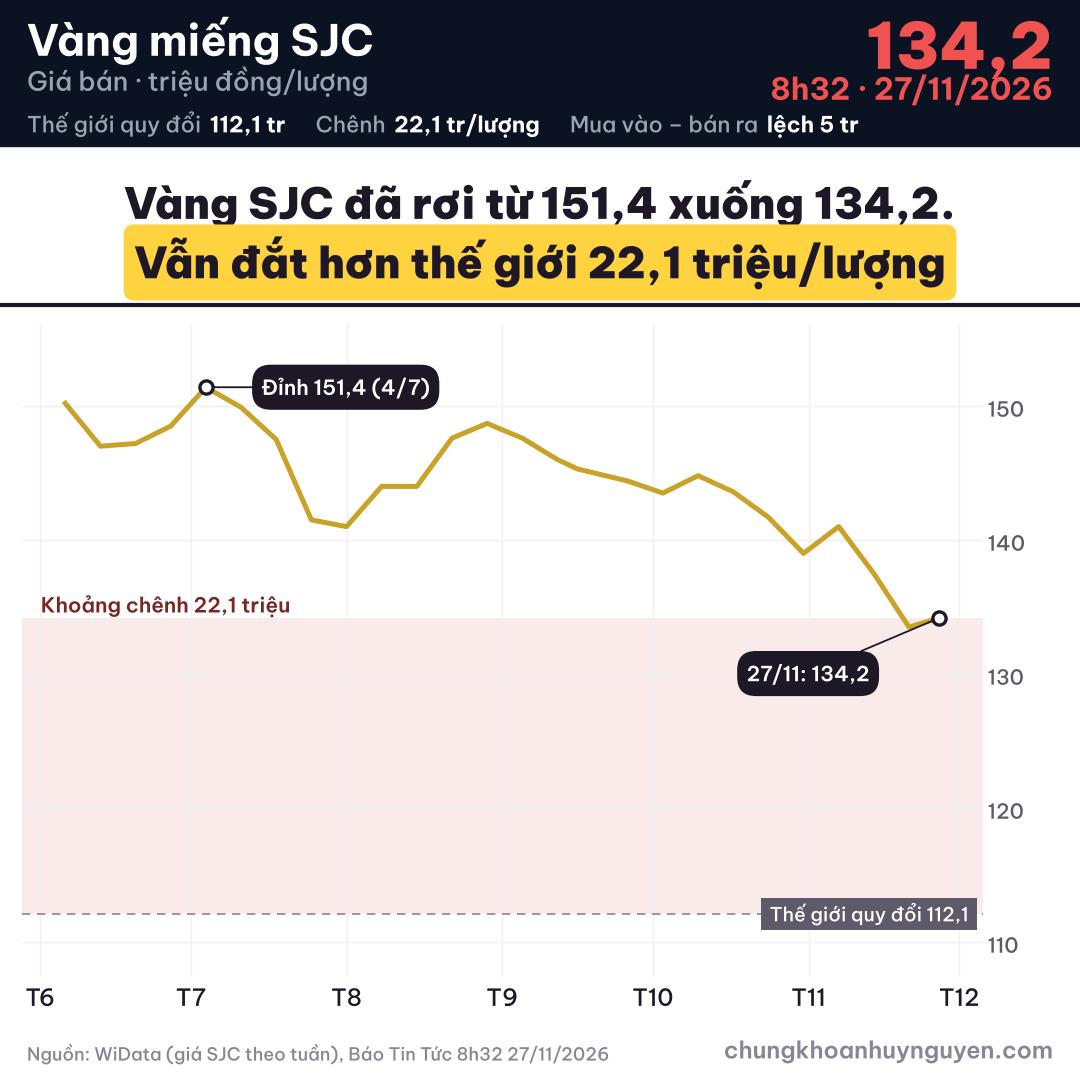 Vàng miếng SJC
134,2
Giá bán · triệu đồng/lượng
8h32 · 27/11/2026
Thế giới quy đổi 112,1 tr Chênh 22,1 tr/lượng Mua vào – bán ra lệch 5 tr
Vàng SJC đã rơi từ 151,4 xuống 134,2.
Vẫn đắt hơn thế giới 22,1 triệu/lượng
Đỉnh 151,4 (4/7)
150
140
Khoảng chênh 22,1 triệu
27/11: 134,2
130
120
Thế giới quy đổi 112,1
110
T6 T7 T8 T9 T10 T11 T12
Nguồn: WiData (giá SJC theo tuần), Báo Tin Tức 8h32 27/11/2026
chungkhoanhuynguyen.com